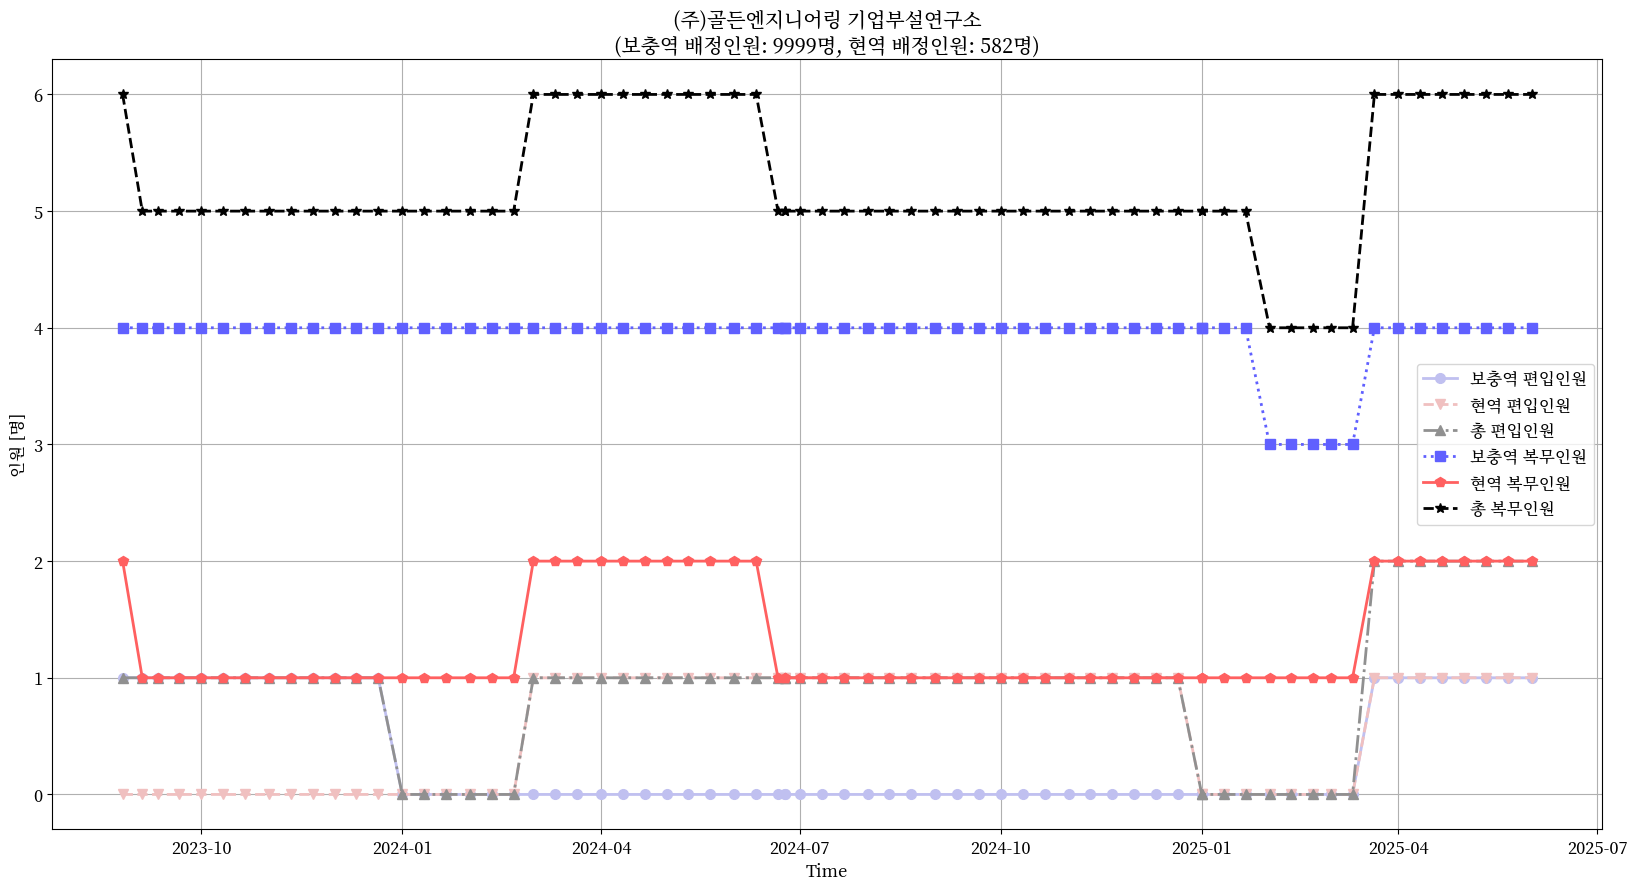 (주)골든엔지니어링 기업부설연구소
(보충역 배정인원: 9999명, 현역 배정인원: 582명)
인원 [명]
6
5
4
3
2
1
0
보충역 편입인원
현역 편입인원
총 편입인원
보충역 복무인원
현역 복무인원
총 복무인원
2023-10
2024-01
2024-04
2024-07
2024-10
2025-01
2025-04
2025-07
Time